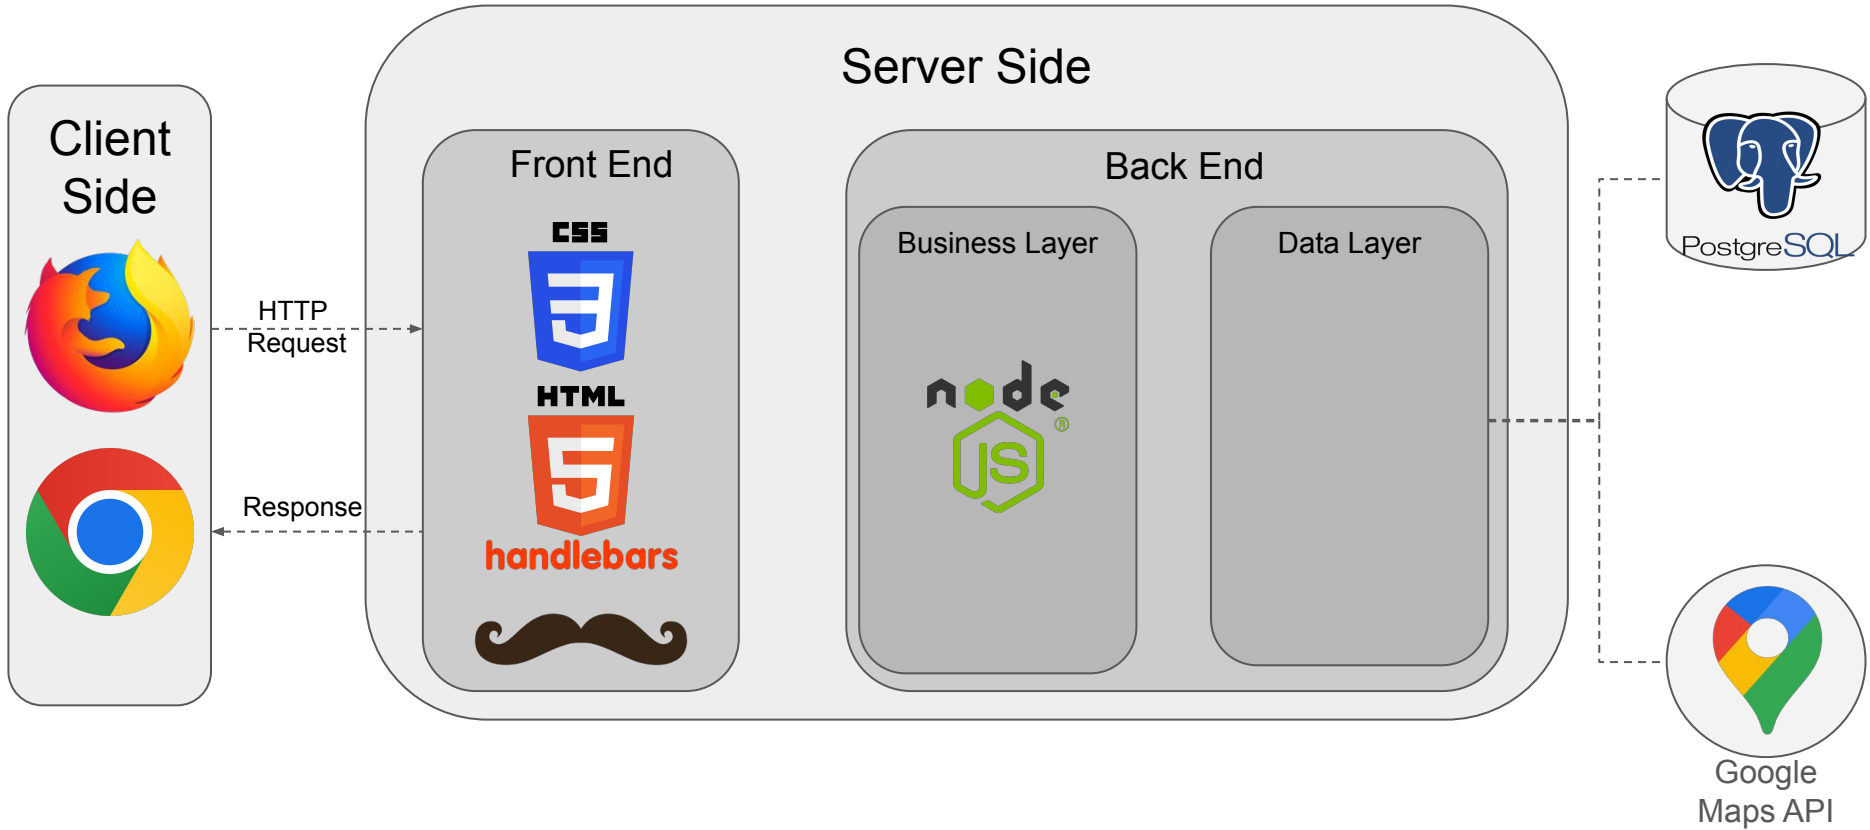 Server Side
Client
Side
Front End
CSS
HTML
handlebars
HTTP
Request
Response
Back End
Business Layer
node
JS
®
Data Layer
PostgreSQL
Google
Maps API